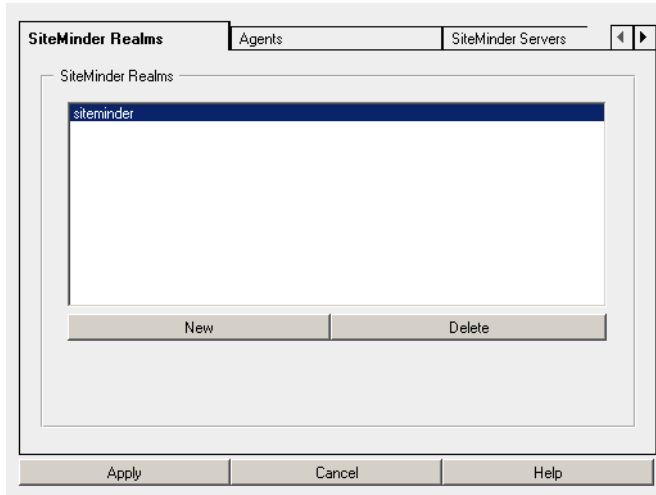 SiteMinder Realms Agents SiteMinder Servers
SiteMinder Realms
siteminder
New Delete
Apply Cancel Help